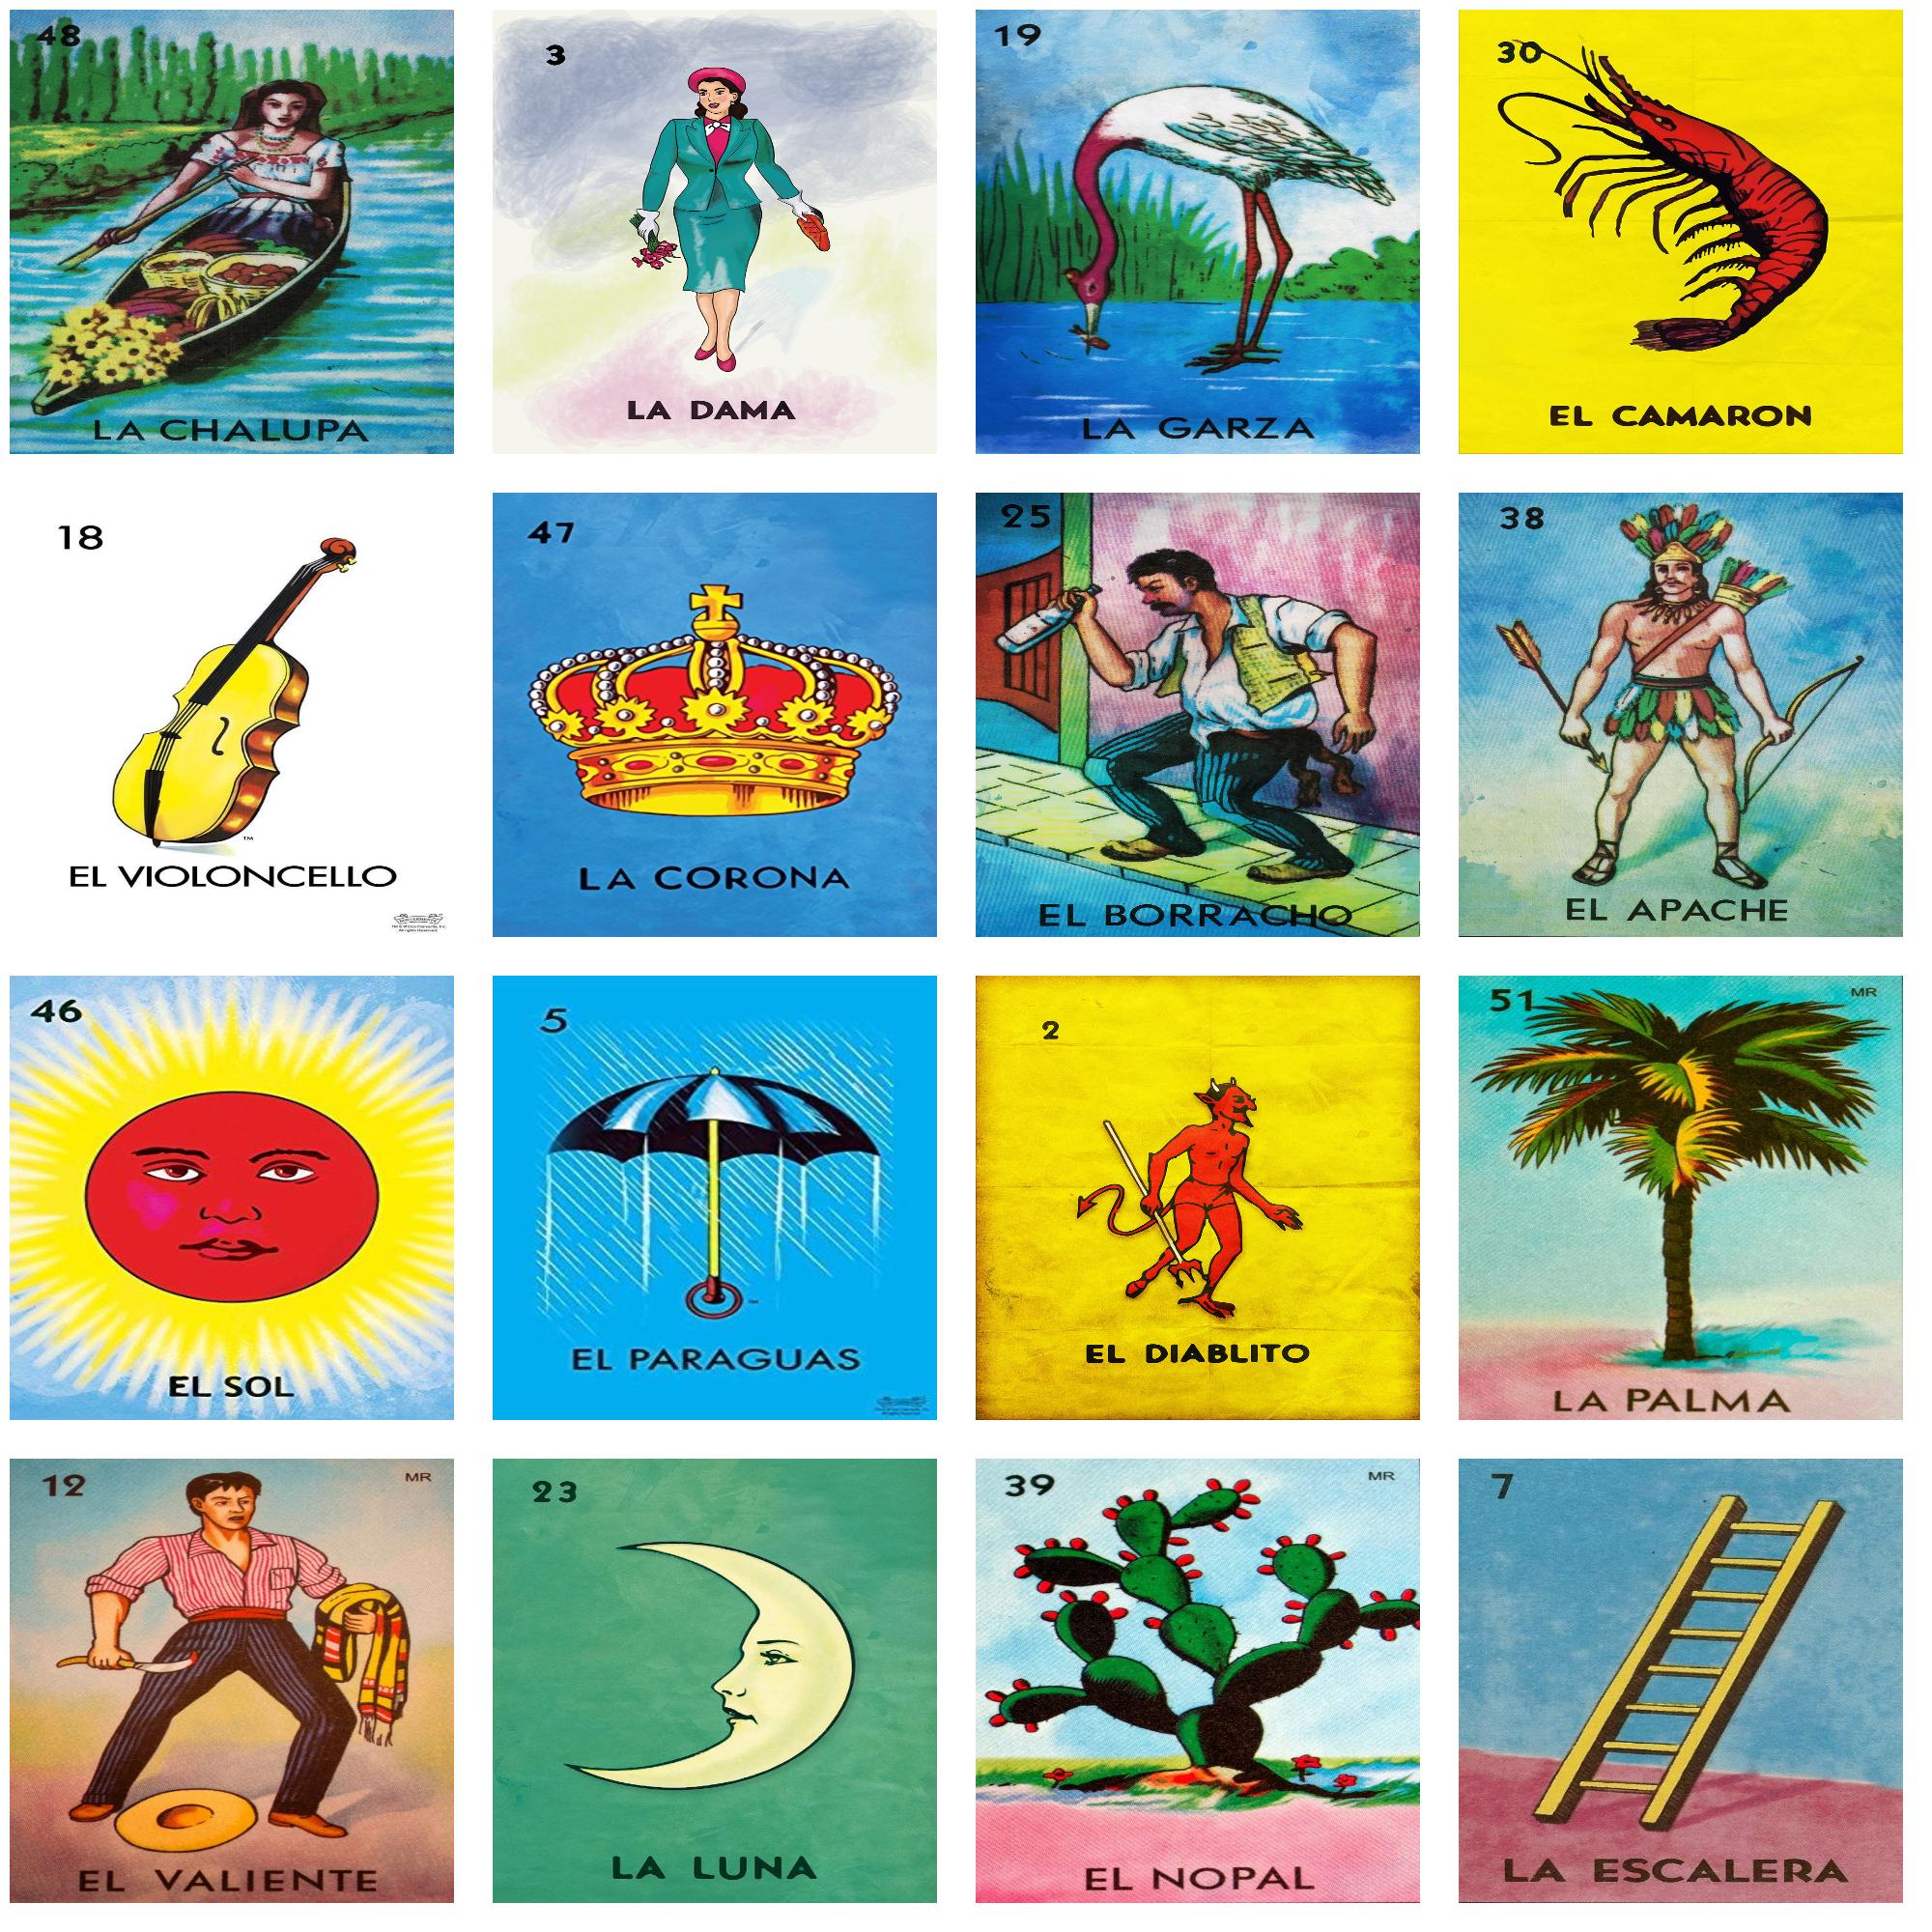 48
LA CHALUPA
3
LA DAMA
19
LA GARZA
30
EL CAMARON
18
TM
EL VIOLONCELLO
47
LA CORONA
25
EL BORRACHO
38
EL APACHE
46
EL SOL
5
EL PARAGUAS
2
EL DIABLITO
51
MR
LA PALMA
12
MR
EL VALIENTE
23
LA LUNA
39
MR
EL NOPAL
7
LA ESCALERA